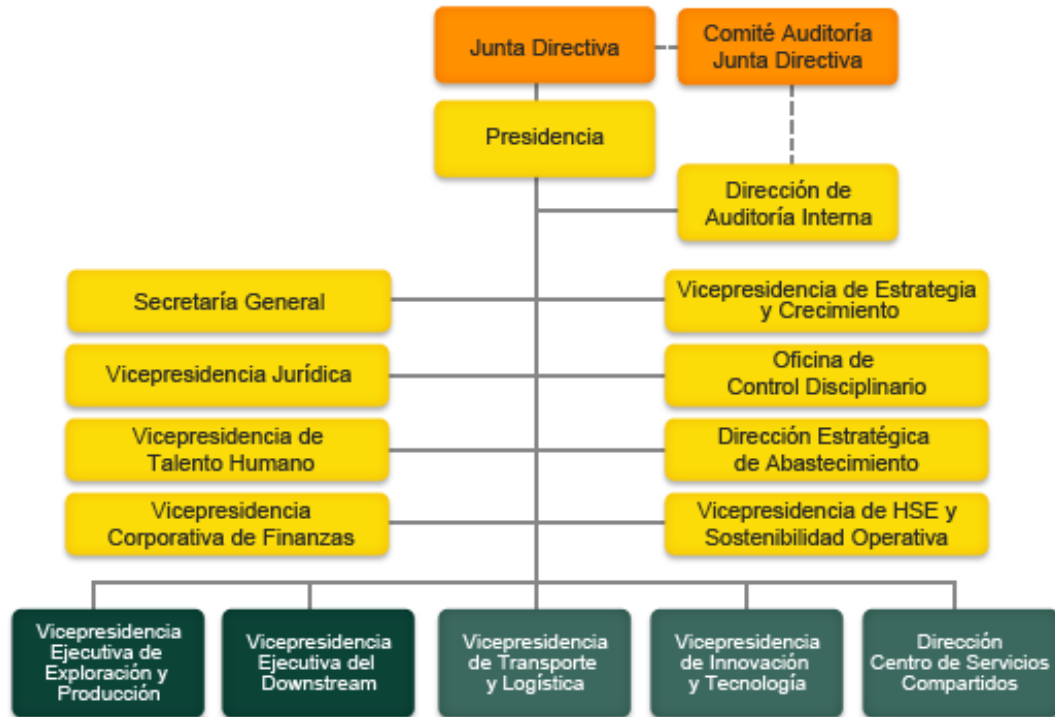 Junta Directiva
Comité Auditoría
Junta Directiva
Presidencia
Dirección de
Auditoría Interna
Secretaría General
Vicepresidencia de Estrategia
y Crecimiento
Vicepresidencia Jurídica
Oficina de
Control Disciplinario
Vicepresidencia de
Talento Humano
Dirección Estratégica
de Abastecimiento
Vicepresidencia
Corporativa de Finanzas
Vicepresidencia de HSE y
Sostenibilidad Operativa
Vicepresidencia
Ejecutiva de
Exploración y
Producción
Vicepresidencia
Ejecutiva del
Downstream
Vicepresidencia
de Transporte
y Logística
Vicepresidencia
de Innovación
y Tecnología
Dirección
Centro de Servicios
Compartidos